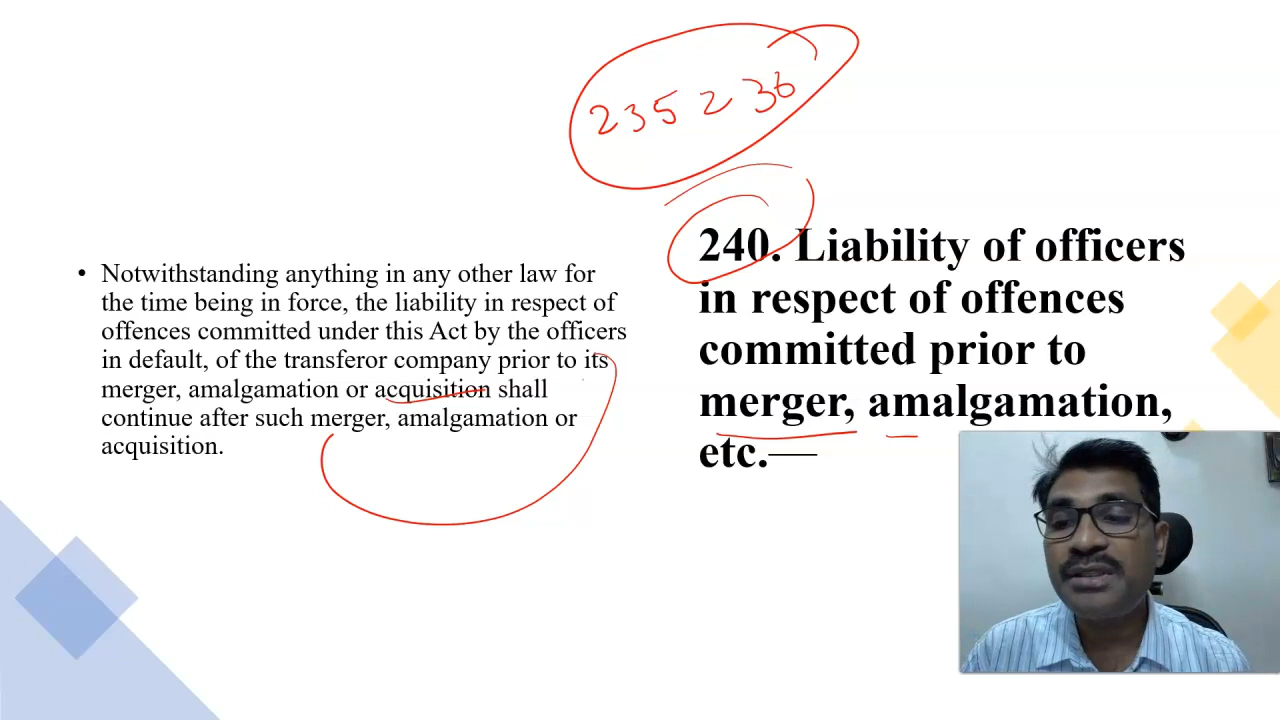 235 236
• Notwithstanding anything in any other law for
the time being in force, the liability in respect of
offences committed under this Act by the officers
in default, of the transferor company prior to its
merger, amalgamation or acquisition shall
continue after such merger, amalgamation or
acquisition.
240. Liability of officers
in respect of offences
committed prior to
merger, amalgamation,
etc.—